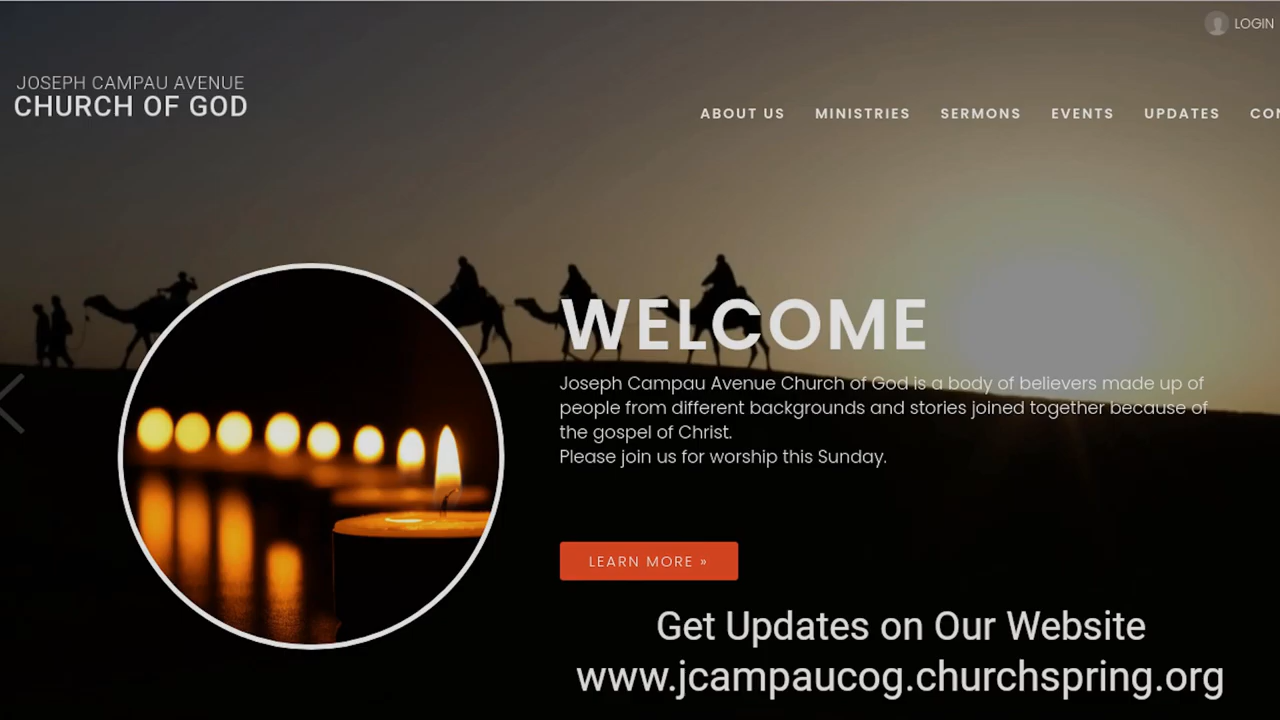 LOGIN
JOSEPH CAMPAU AVENUE
CHURCH OF GOD
ABOUT US MINISTRIES SERMONS EVENTS UPDATES
WELCOME
Joseph Campau Avenue Church of God is a body of believers made up of
people from different backgrounds and stories joined together because of
the gospel of Christ.
Please join us for worship this Sunday.
LEARN MORE »
Get Updates on Our Website
www.jcampaucog.churchspring.org